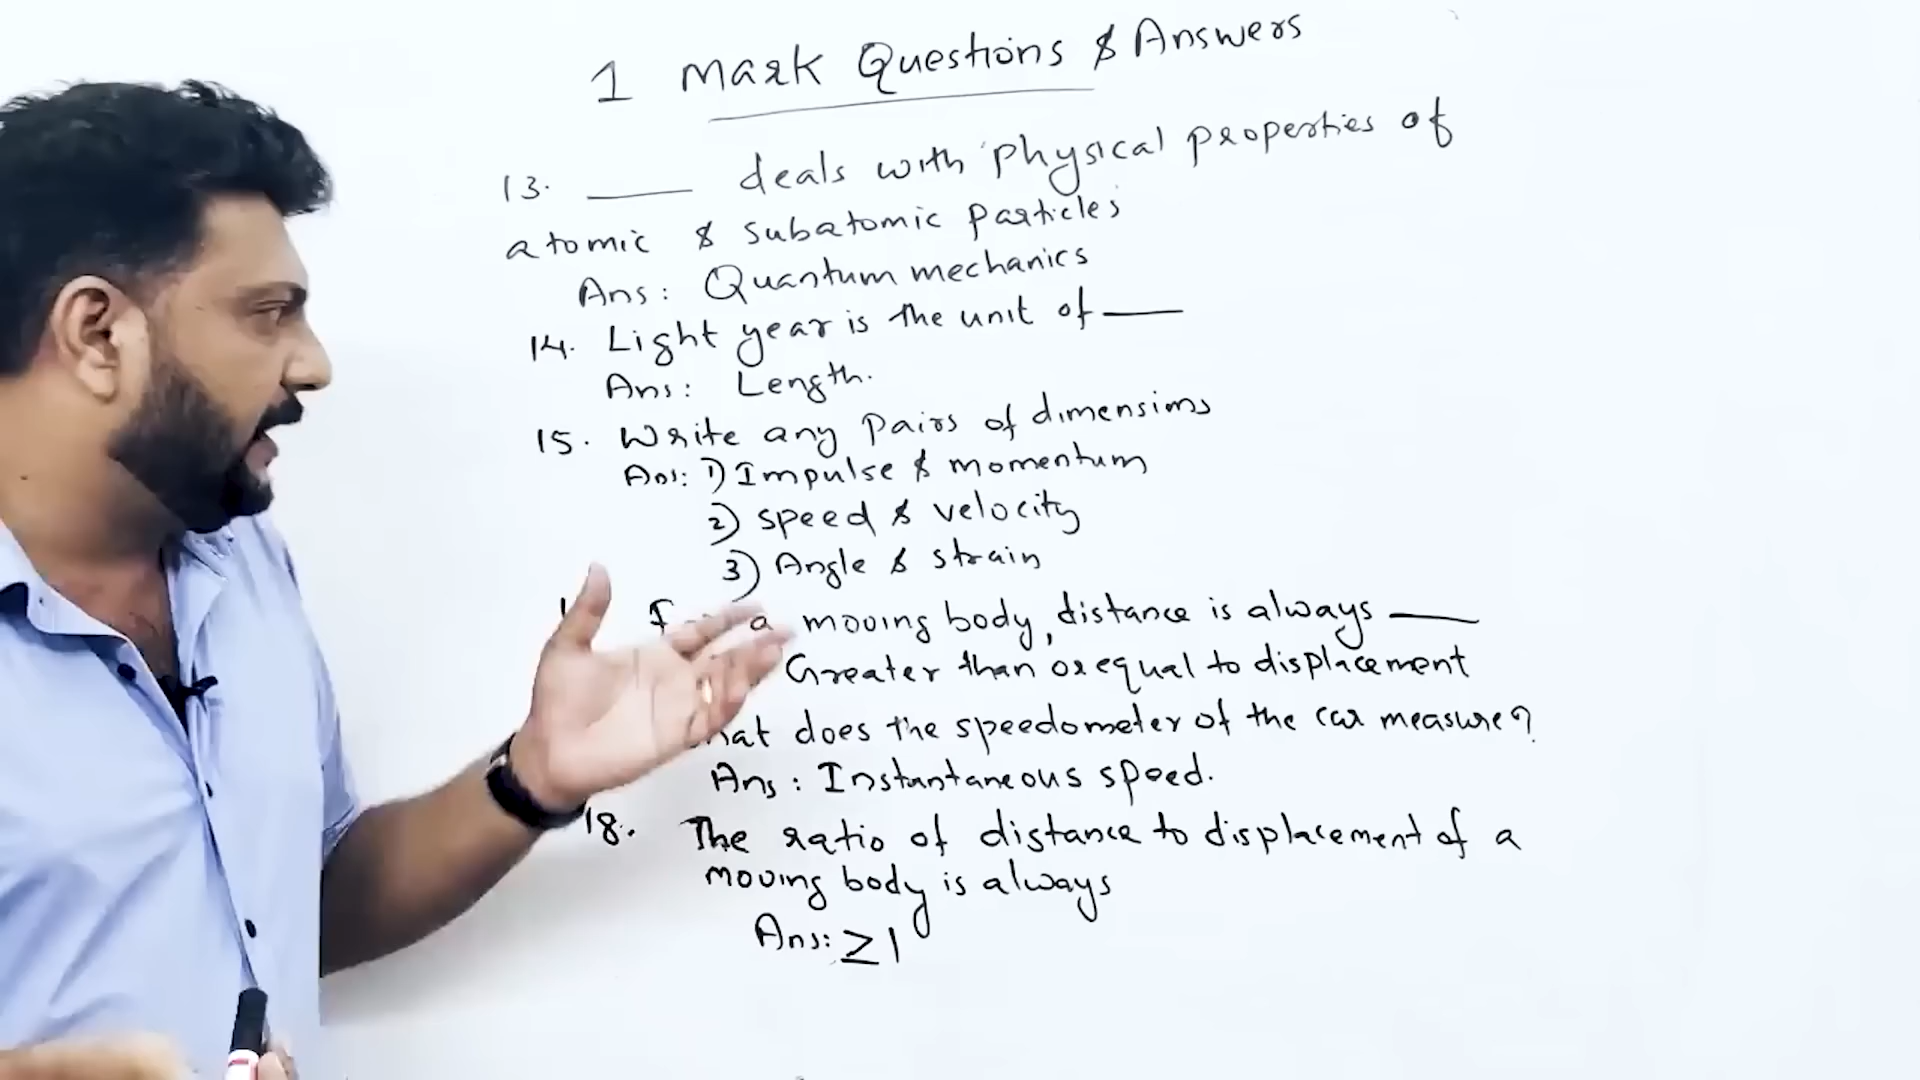 1 Mark Questions & Answers
13. ____ deals with physical properties of
atomic & subatomic particles
Ans: Quantum mechanics
14. Light year is the unit of ____
Ans: Length.
15. Write any pairs of dimensions
Ans: 1) Impulse & momentum
2) speed & velocity
3) Angle & strain
a moving body, distance is always ____
Greater than or equal to displacement
does the speedometer of the car measure?
Ans: Instantaneous speed.
18. The ratio of distance to displacement of a
moving body is always
Ans: ≥1